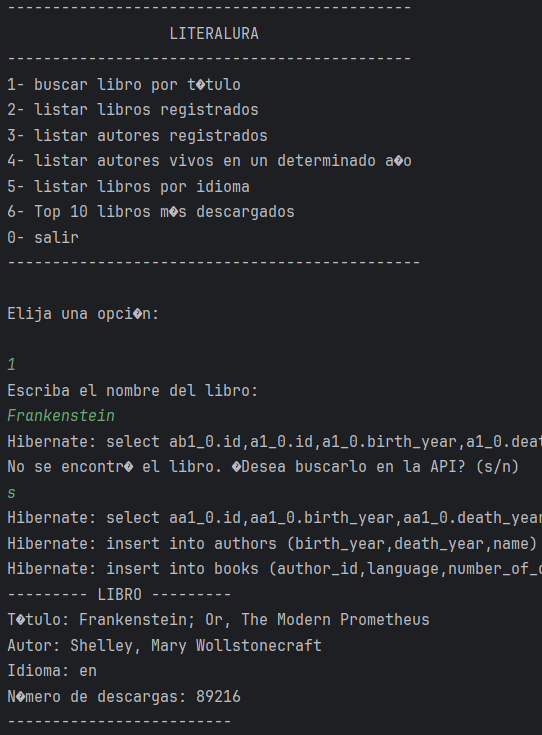 ---------------------------------------------
LITERALURA
---------------------------------------------
1- buscar libro por t�tulo
2- listar libros registrados
3- listar autores registrados
4- listar autores vivos en un determinado a�o
5- listar libros por idioma
6- Top 10 libros m�s descargados
0- salir
----------------------------------------------
Elija una opci�n:
1
Escriba el nombre del libro:
Frankenstein
Hibernate: select ab1_0.id,a1_0.id,a1_0.birth_year,a1_0.deat
No se encontr� el libro. �Desea buscarlo en la API? (s/n)
s
Hibernate: select aa1_0.id,aa1_0.birth_year,aa1_0.death_year
Hibernate: insert into authors (birth_year,death_year,name)
Hibernate: insert into books (author_id,language,number_of_d
--------- LIBRO ---------
T�tulo: Frankenstein; Or, The Modern Prometheus
Autor: Shelley, Mary Wollstonecraft
Idioma: en
N�mero de descargas: 89216
-------------------------